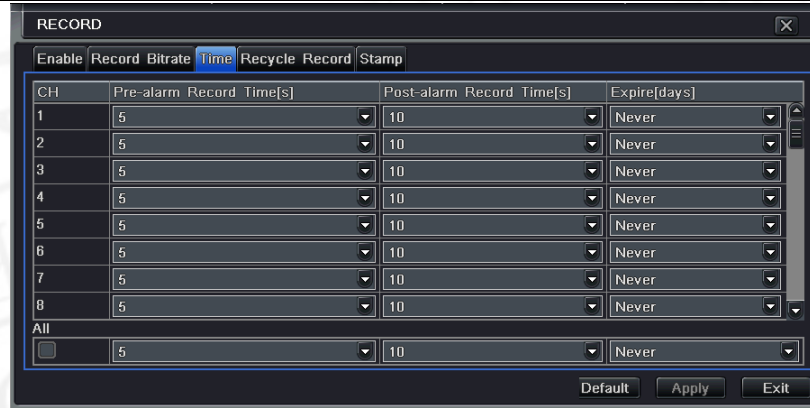 RECORD
Enable Record Bitrate Time Recycle Record Stamp
CH Pre-alarm Record Time[s] Post-alarm Record Time[s] Expire[days]
1 5 10 Never
2 5 10 Never
3 5 10 Never
4 5 10 Never
5 5 10 Never
6 5 10 Never
7 5 10 Never
8 5 10 Never
All
5 10 Never
Default Apply Exit